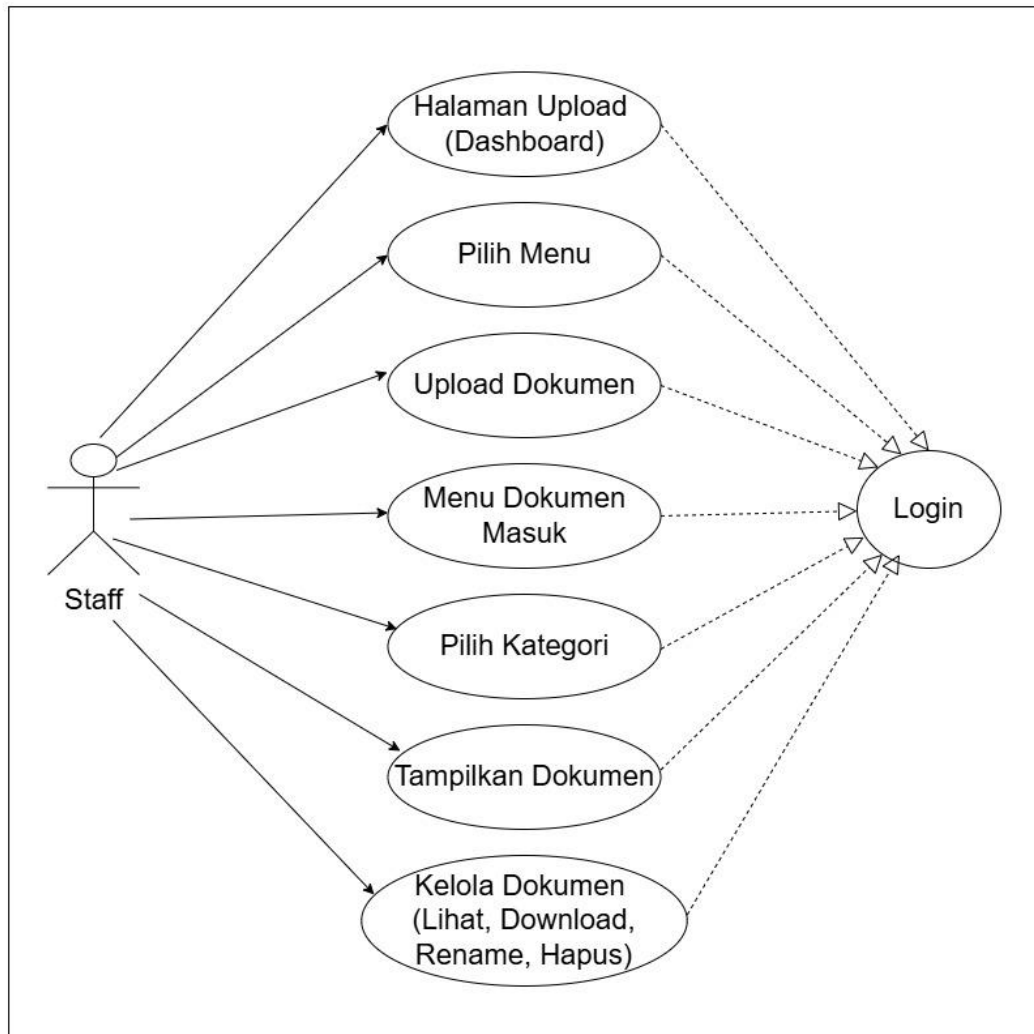 Halaman Upload
(Dashboard)
Pilih Menu
Upload Dokumen
Menu Dokumen
Masuk
Login
Staff
Pilih Kategori
Tampilkan Dokumen
Kelola Dokumen
(Lihat, Download,
Rename, Hapus)